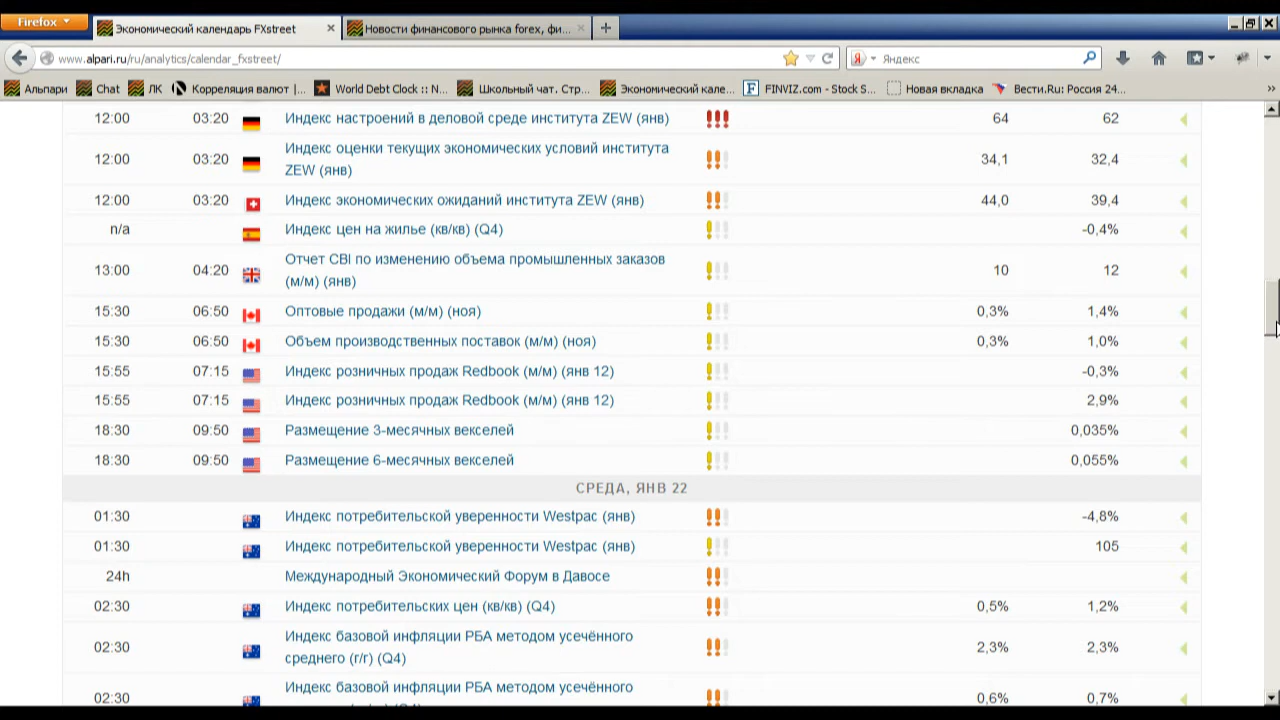 Firefox
Экономический календарь FXstreet
Новости финансового рынка forex, фи...
www.alpari.ru/ru/analytics/calendar_fxstreet/
Яндекс
Альпари Chat ЛК Корреляция валют |... World Debt Clock :: N... Школьный чат. Стр... Экономический кале... FINVIZ.com - Stock S... Новая вкладка Вести.Ru: Россия 24... »
12:00 03:20 Индекс настроений в деловой среде института ZEW (янв) 64 62
12:00 03:20 Индекс оценки текущих экономических условий института 34,1 32,4
ZEW (янв)
12:00 03:20 Индекс экономических ожиданий института ZEW (янв) 44,0 39,4
n/a Индекс цен на жилье (кв/кв) (Q4) -0,4%
13:00 04:20 Отчет CBI по изменению объема промышленных заказов 10 12
(м/м) (янв)
15:30 06:50 Оптовые продажи (м/м) (ноя) 0,3% 1,4%
15:30 06:50 Объем производственных поставок (м/м) (ноя) 0,3% 1,0%
15:55 07:15 Индекс розничных продаж Redbook (м/м) (янв 12) -0,3%
15:55 07:15 Индекс розничных продаж Redbook (м/м) (янв 12) 2,9%
18:30 09:50 Размещение 3-месячных векселей 0,035%
18:30 09:50 Размещение 6-месячных векселей 0,055%
СРЕДА, ЯНВ 22
01:30 Индекс потребительской уверенности Westpac (янв) -4,8%
01:30 Индекс потребительской уверенности Westpac (янв) 105
24h Международный Экономический Форум в Давосе
02:30 Индекс потребительских цен (кв/кв) (Q4) 0,5% 1,2%
02:30 Индекс базовой инфляции РБА методом усечённого 2,3% 2,3%
среднего (г/г) (Q4)
02:30 Индекс базовой инфляции РБА методом усечённого 0,6% 0,7%